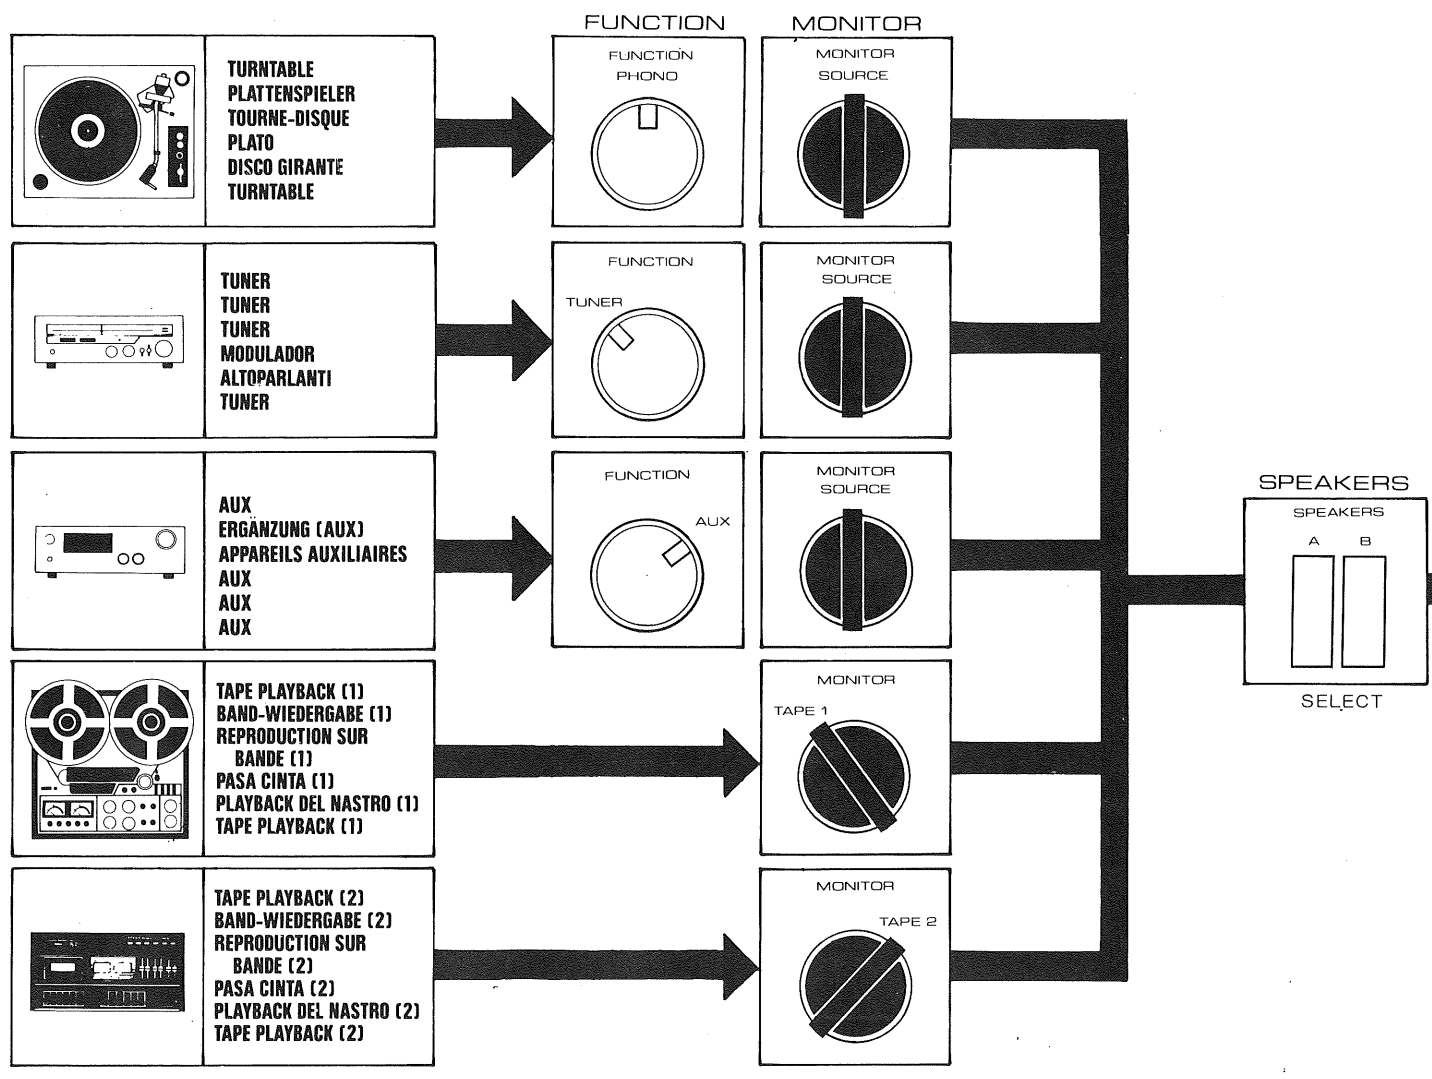 FUNCTION
MONITOR
TURNTABLE
PLATTENSPIELER
TOURNE-DISQUE
PLATO
DISCO GIRANTE
TURNTABLE
FUNCTION
PHONO
MONITOR
SOURCE
TUNER
TUNER
TUNER
MODULADOR
ALTOPARLANTI
TUNER
FUNCTION
TUNER
MONITOR
SOURCE
AUX
ERGÄNZUNG (AUX)
APPAREILS AUXILIAIRES
AUX
AUX
AUX
FUNCTION
AUX
MONITOR
SOURCE
SPEAKERS
SPEAKERS
A B
SELECT
TAPE PLAYBACK (1)
BAND-WIEDERGABE (1)
REPRODUCTION SUR
BANDE (1)
PASA CINTA (1)
PLAYBACK DEL NASTRO (1)
TAPE PLAYBACK (1)
MONITOR
TAPE 1
TAPE PLAYBACK (2)
BAND-WIEDERGABE (2)
REPRODUCTION SUR
BANDE (2)
PASA CINTA (2)
PLAYBACK DEL NASTRO (2)
TAPE PLAYBACK (2)
MONITOR
TAPE 2